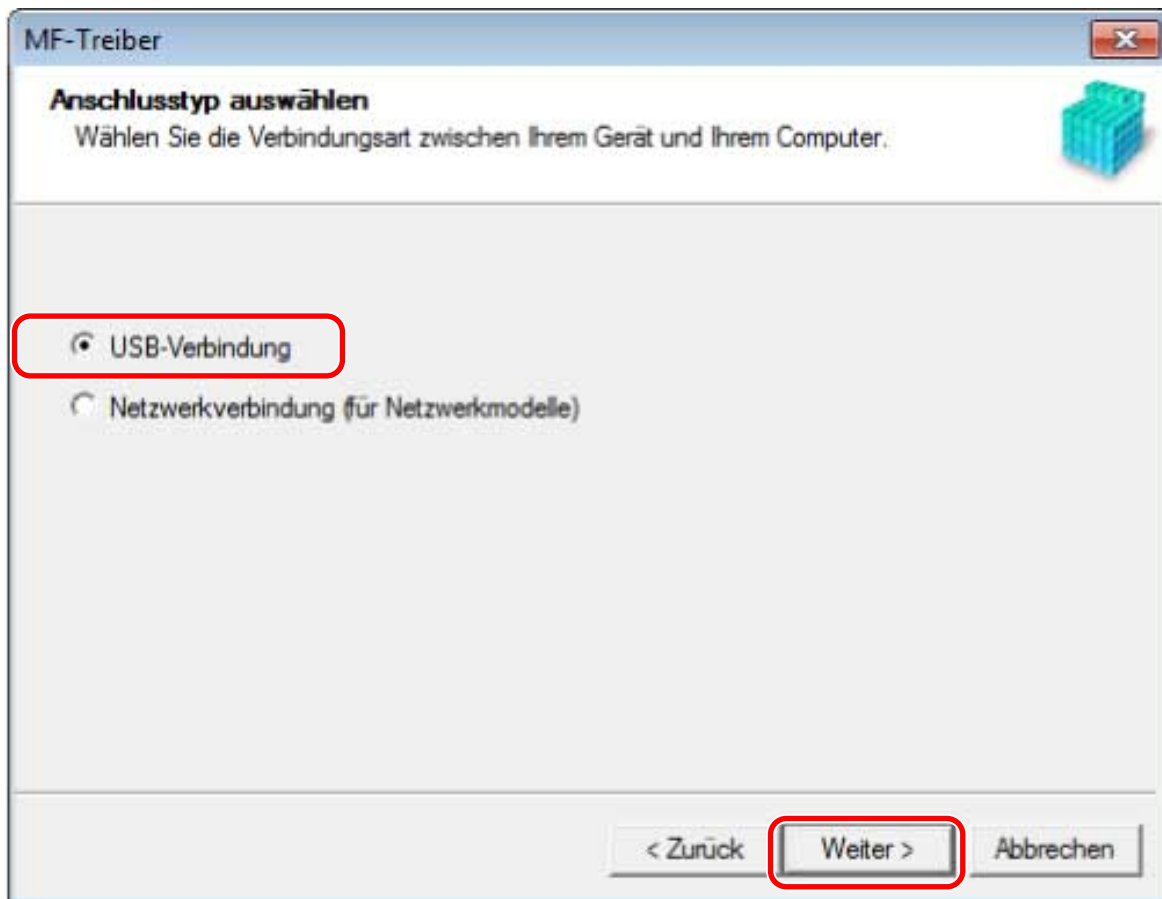 MF-Treiber
Anschlusstyp auswählen
Wählen Sie die Verbindungsart zwischen Ihrem Gerät und Ihrem Computer.
USB-Verbindung
Netzwerkverbindung (für Netzwerkmodelle)
< Zurück Weiter > Abbrechen